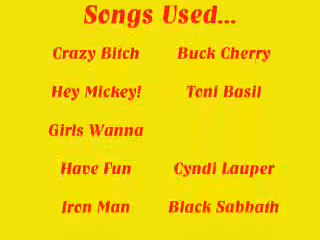 Songs Used...
Crazy Bitch Buck Cherry
Hey Mickey! Toni Basil
Girls Wanna
Have Fun Cyndi Lauper
Iron Man Black Sabbath